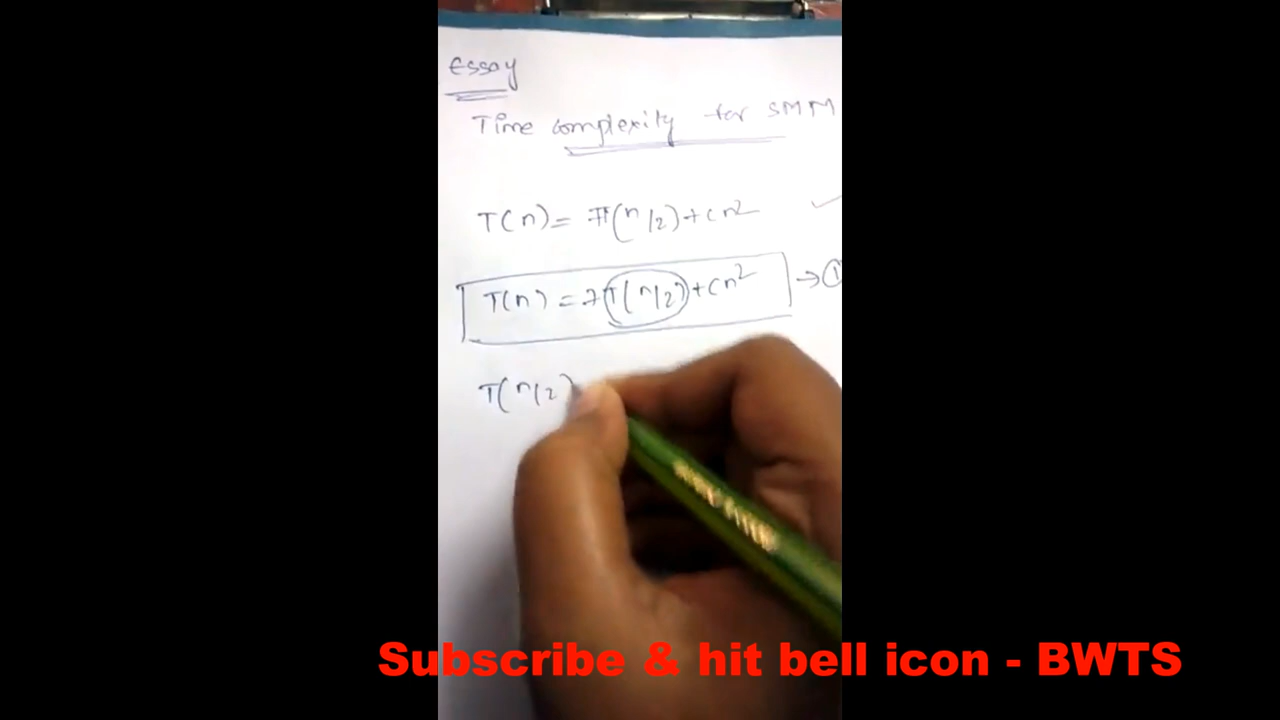 Essay
Time complexity for SMM
T(n) = 7T(n/2) + cn²
T(n) = 7T(n/2) + cn² → ①
T(n/2)
Subscribe & hit bell icon - BWTS